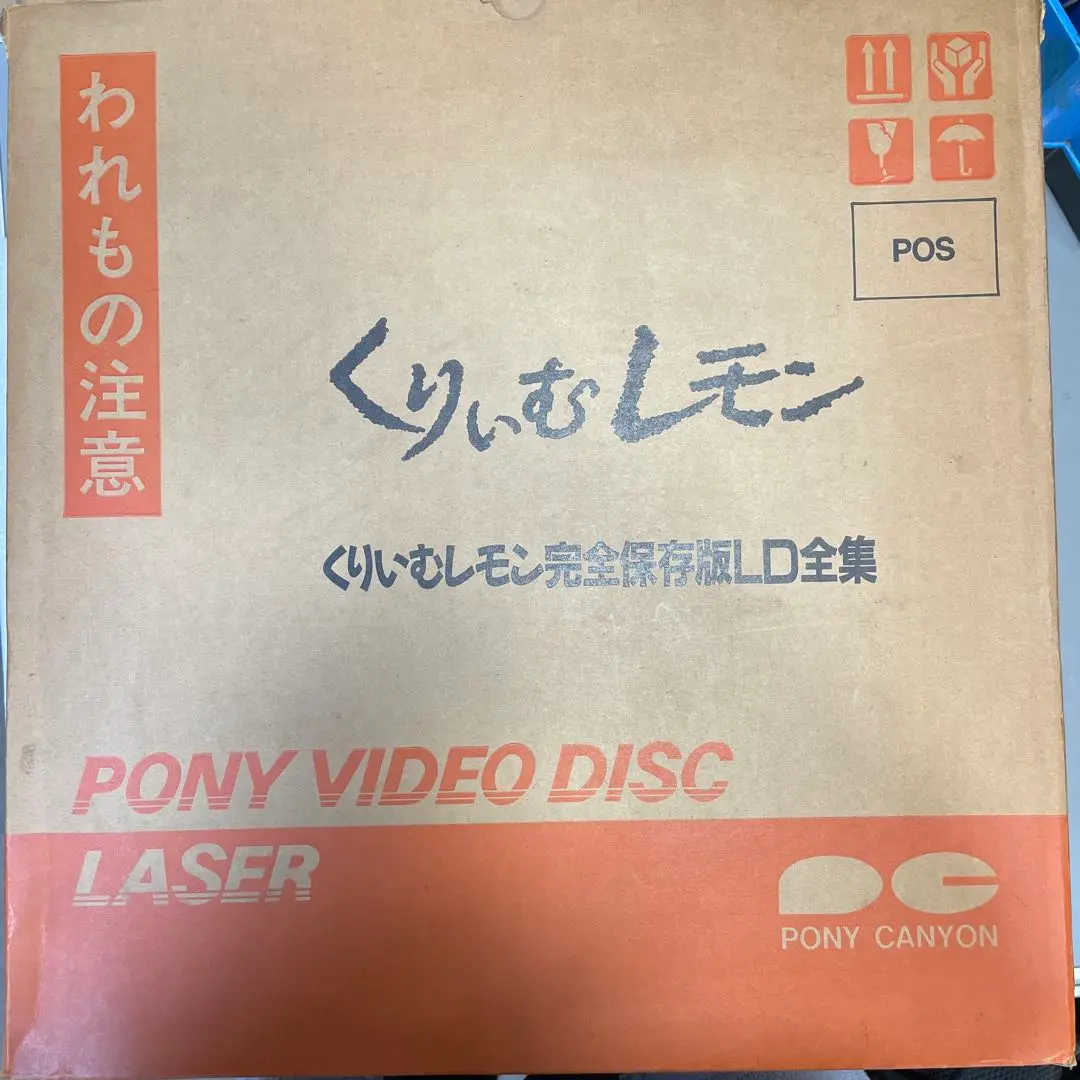 われもの注意
POS
くりいむレモン
くりいむレモン完全保存版LD全集
PONY VIDEO DISC
LASER
PC
PONY CANYON